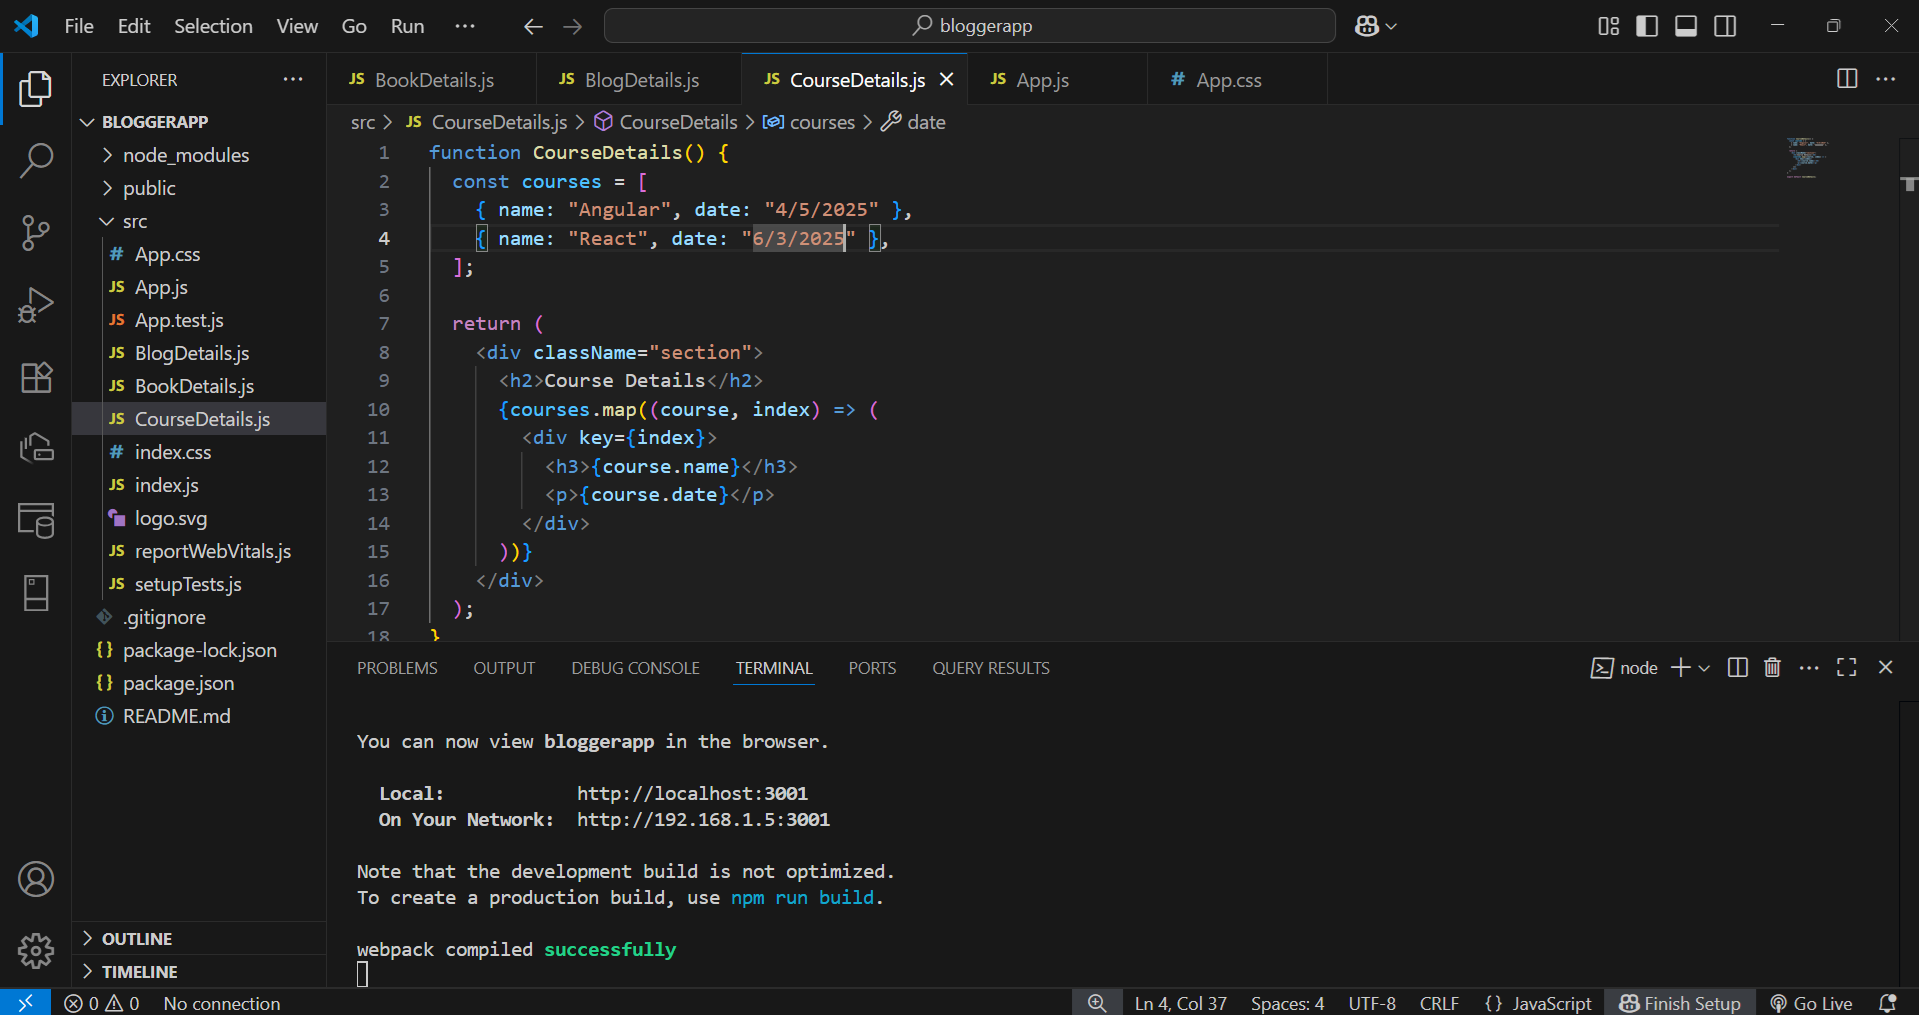 File Edit Selection View Go Run ··· bloggerapp
EXPLORER ···
BLOGGERAPP
node_modules
public
src
# App.css
JS App.js
JS App.test.js
JS BlogDetails.js
JS BookDetails.js
JS CourseDetails.js
# index.css
JS index.js
logo.svg
JS reportWebVitals.js
JS setupTests.js
.gitignore
{} package-lock.json
{} package.json
README.md
OUTLINE
TIMELINE
JS BookDetails.js JS BlogDetails.js JS CourseDetails.js JS App.js # App.css
src > JS CourseDetails.js > CourseDetails > courses > date
1 function CourseDetails() {
2 const courses = [
3 { name: "Angular", date: "4/5/2025" },
4 { name: "React", date: "6/3/2025" },
5 ];
6
7 return (
8 <div className="section">
9 <h2>Course Details</h2>
10 {courses.map((course, index) => (
11 <div key={index}>
12 <h3>{course.name}</h3>
13 <p>{course.date}</p>
14 </div>
15 ))}
16 </div>
17 );
18 }
PROBLEMS OUTPUT DEBUG CONSOLE TERMINAL PORTS QUERY RESULTS node
You can now view bloggerapp in the browser.
Local: http://localhost:3001
On Your Network: http://192.168.1.5:3001
Note that the development build is not optimized.
To create a production build, use npm run build.
webpack compiled successfully
0 0 No connection Ln 4, Col 37 Spaces: 4 UTF-8 CRLF {} JavaScript Finish Setup Go Live